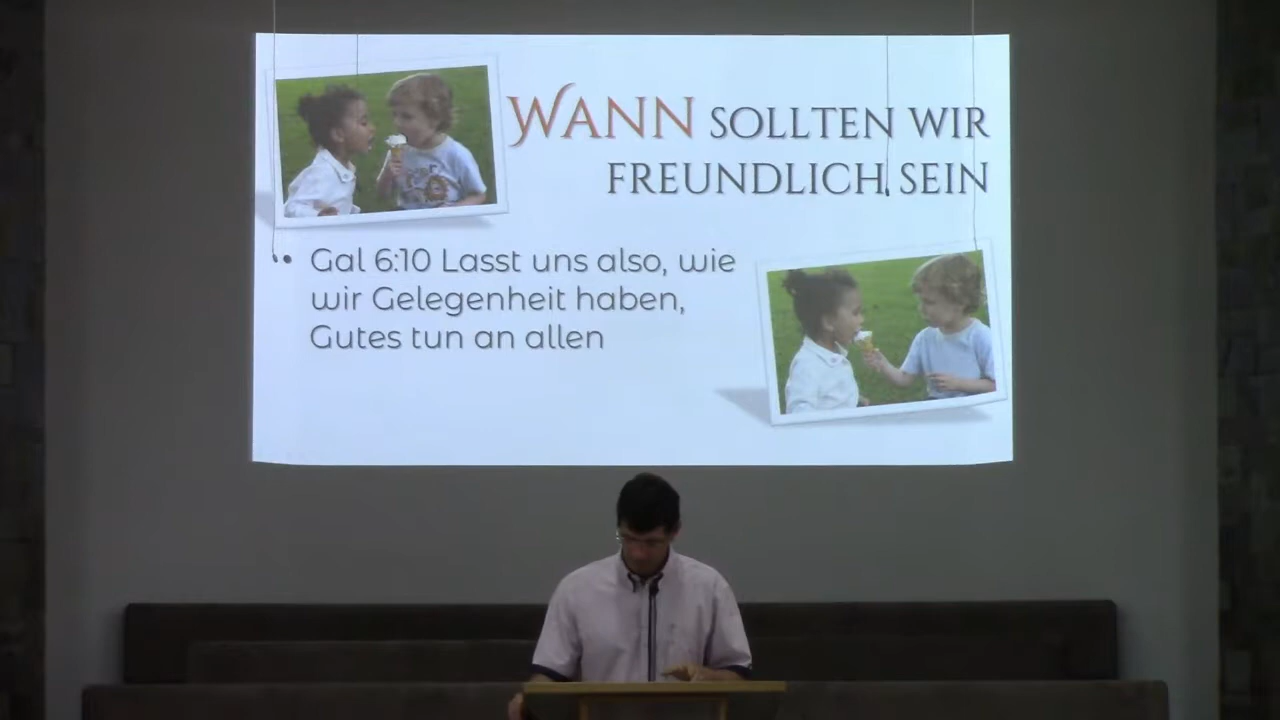 WANN SOLLTEN WIR
FREUNDLICH SEIN
• Gal 6:10 Lasst uns also, wie
wir Gelegenheit haben,
Gutes tun an allen